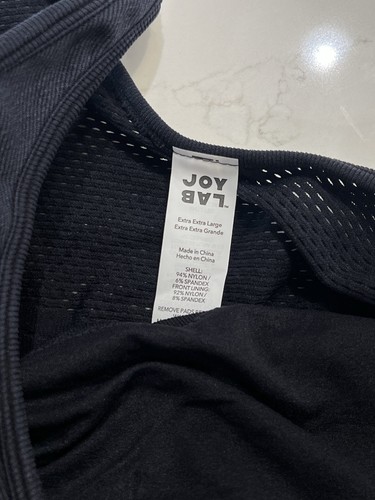 JOY
LAB™
Extra Extra Large
Extra Extra Grande
Made in China
Hecho en China
SHELL:
94% NYLON /
6% SPANDEX
FRONT LINING:
92% NYLON /
8% SPANDEX
REMOVE PADS